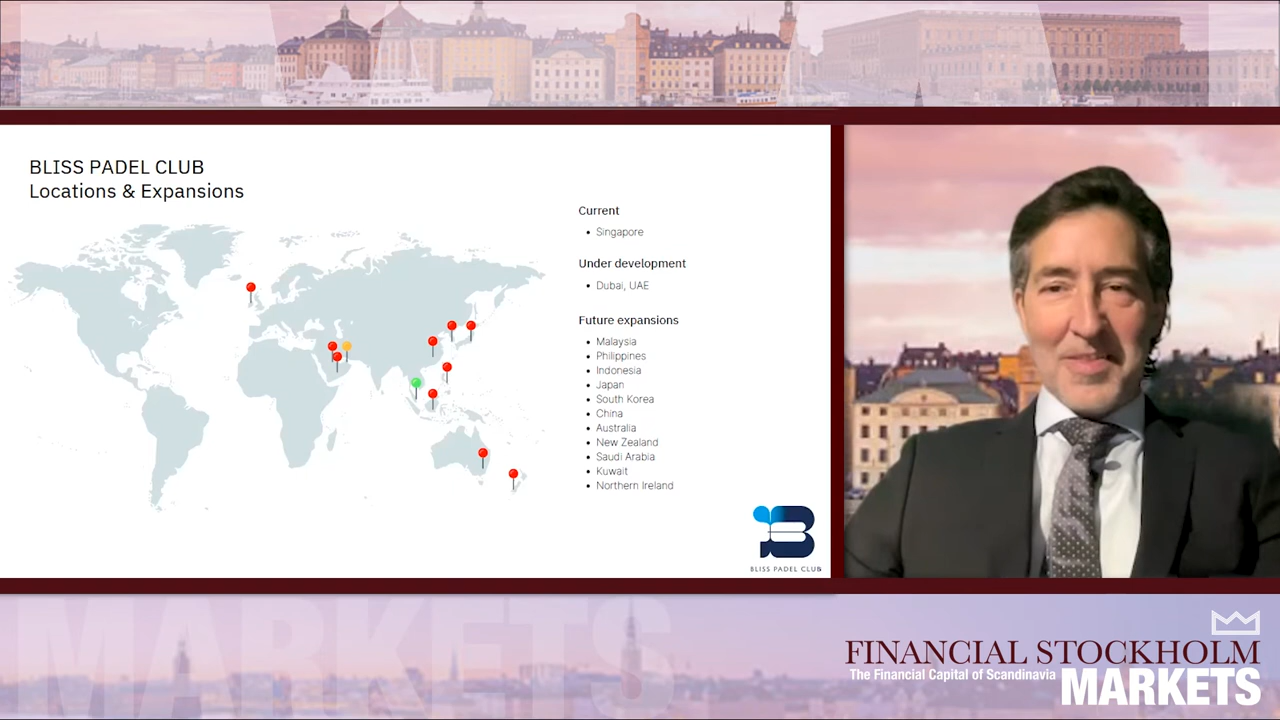 BLISS PADEL CLUB
Locations & Expansions
Current
• Singapore
Under development
• Dubai, UAE
Future expansions
• Malaysia
• Philippines
• Indonesia
• Japan
• South Korea
• China
• Australia
• New Zealand
• Saudi Arabia
• Kuwait
• Northern Ireland
B
BLISS PADEL CLUB
MARKETS
FINANCIAL STOCKHOLM
The Financial Capital of Scandinavia
MARKETS